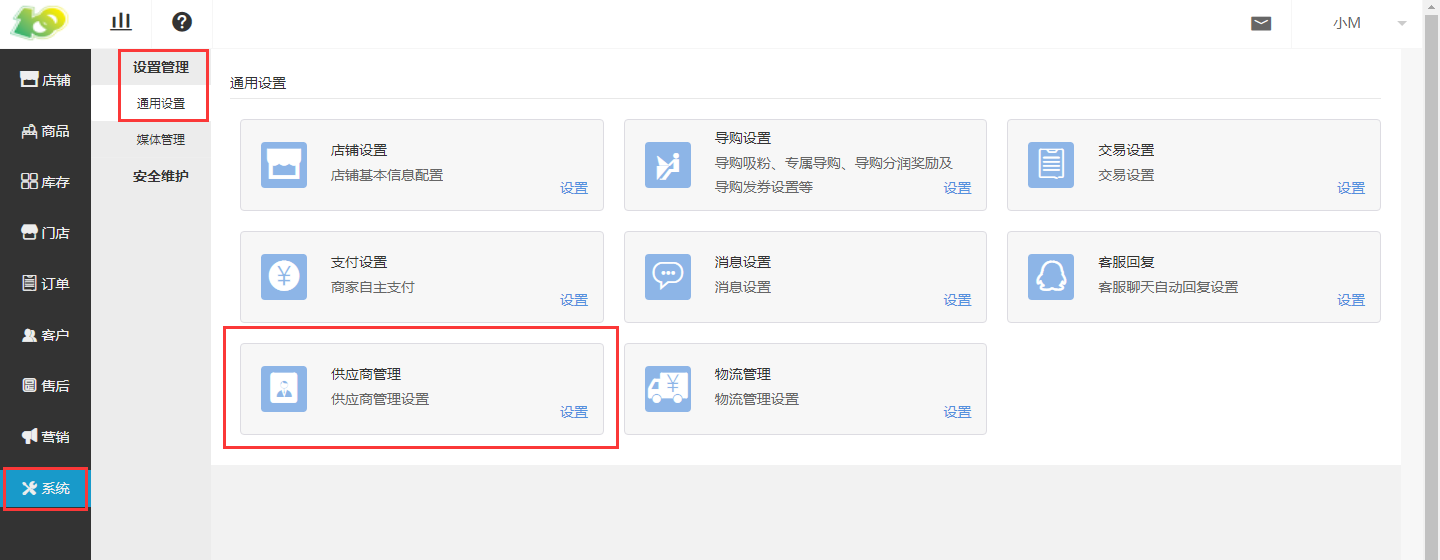 小M
店铺
商品
库存
门店
订单
客户
售后
营销
系统
设置管理
通用设置
媒体管理
安全维护
通用设置
店铺设置
店铺基本信息配置
设置
导购设置
导购吸粉、专属导购、导购分润奖励及
导购发券设置等
设置
交易设置
交易设置
设置
支付设置
商家自主支付
设置
消息设置
消息设置
设置
客服回复
客服聊天自动回复设置
设置
供应商管理
供应商管理设置
设置
物流管理
物流管理设置
设置